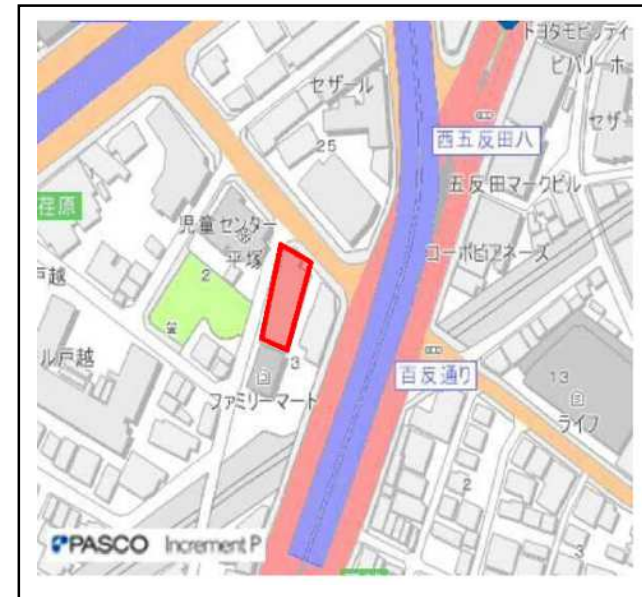 トヨタモビリティ
ビバリーホ
セザール
セザー
25
西五反田八
五反田マークビル
荏原
児童センター
平塚
コーポビアネーズ
2
戸越
ル戸越
3
百反通り
13
ファミリーマート
ライフ
2
3
PASCO Increment P